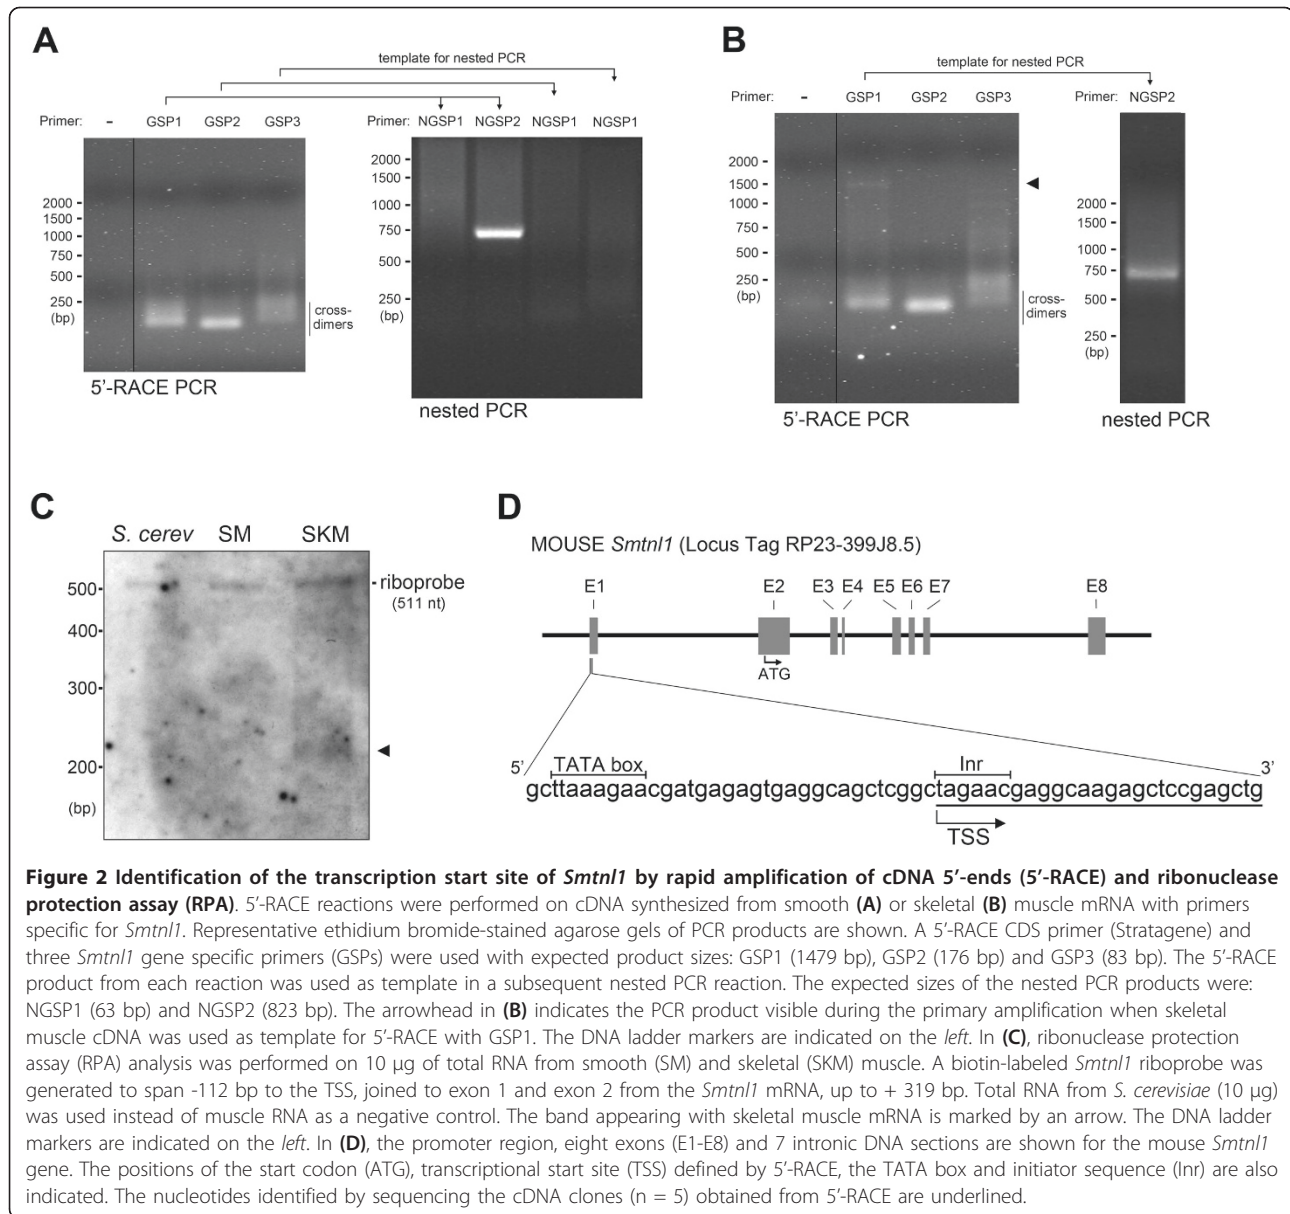 A
template for nested PCR
Primer: - GSP1 GSP2 GSP3
2000
1500
1000
750
500
250
(bp)
cross-
dimers
5'-RACE PCR
Primer: NGSP1 NGSP2 NGSP1 NGSP1
2000
1500
1000
750
500
250
(bp)
nested PCR
B
template for nested PCR
Primer: - GSP1 GSP2 GSP3
2000
1500
1000
750
500
250
(bp)
cross-
dimers
5'-RACE PCR
Primer: NGSP2
2000
1000
750
500
250
(bp)
nested PCR
C
S. cerev SM SKM
500
400
300
200
(bp)
riboprobe
(511 nt)
D
MOUSE Smtnl1 (Locus Tag RP23-399J8.5)
E1 E2 E3 E4 E5 E6 E7 E8
ATG
5' TATA box Inr 3'
gcttaaagaacgatgagagtgaggcagctcggctagaacgaggcaagagctccgagctg
TSS
Figure 2 Identification of the transcription start site of Smtnl1 by rapid amplification of cDNA 5'-ends (5'-RACE) and ribonuclease
protection assay (RPA). 5'-RACE reactions were performed on cDNA synthesized from smooth (A) or skeletal (B) muscle mRNA with primers
specific for Smtnl1. Representative ethidium bromide-stained agarose gels of PCR products are shown. A 5'-RACE CDS primer (Stratagene) and
three Smtnl1 gene specific primers (GSPs) were used with expected product sizes: GSP1 (1479 bp), GSP2 (176 bp) and GSP3 (83 bp). The 5'-RACE
product from each reaction was used as template in a subsequent nested PCR reaction. The expected sizes of the nested PCR products were:
NGSP1 (63 bp) and NGSP2 (823 bp). The arrowhead in (B) indicates the PCR product visible during the primary amplification when skeletal
muscle cDNA was used as template for 5'-RACE with GSP1. The DNA ladder markers are indicated on the left. In (C), ribonuclease protection
assay (RPA) analysis was performed on 10 μg of total RNA from smooth (SM) and skeletal (SKM) muscle. A biotin-labeled Smtnl1 riboprobe was
generated to span -112 bp to the TSS, joined to exon 1 and exon 2 from the Smtnl1 mRNA, up to + 319 bp. Total RNA from S. cerevisiae (10 μg)
was used instead of muscle RNA as a negative control. The band appearing with skeletal muscle mRNA is marked by an arrow. The DNA ladder
markers are indicated on the left. In (D), the promoter region, eight exons (E1-E8) and 7 intronic DNA sections are shown for the mouse Smtnl1
gene. The positions of the start codon (ATG), transcriptional start site (TSS) defined by 5'-RACE, the TATA box and initiator sequence (Inr) are also
indicated. The nucleotides identified by sequencing the cDNA clones (n = 5) obtained from 5'-RACE are underlined.